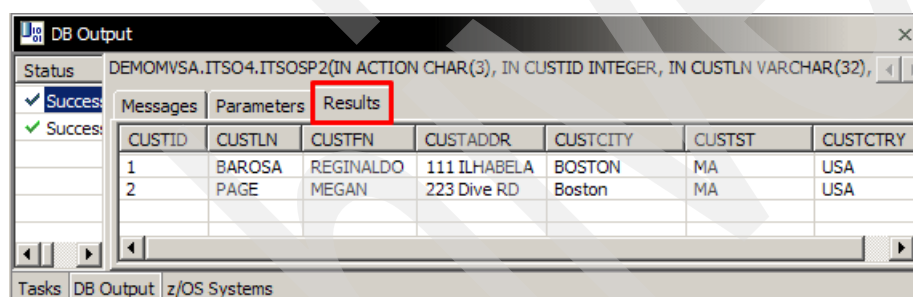 DB Output
Status DEMOMVSA.ITSO4.ITSOSP2(IN ACTION CHAR(3), IN CUSTID INTEGER, IN CUSTLN VARCHAR(32),
Success Messages Parameters Results
Success CUSTID CUSTLN CUSTFN CUSTADDR CUSTCITY CUSTST CUSTCTRY
1 BAROSA REGINALDO 111 ILHABELA BOSTON MA USA
2 PAGE MEGAN 223 Dive RD Boston MA USA
Tasks DB Output z/OS Systems